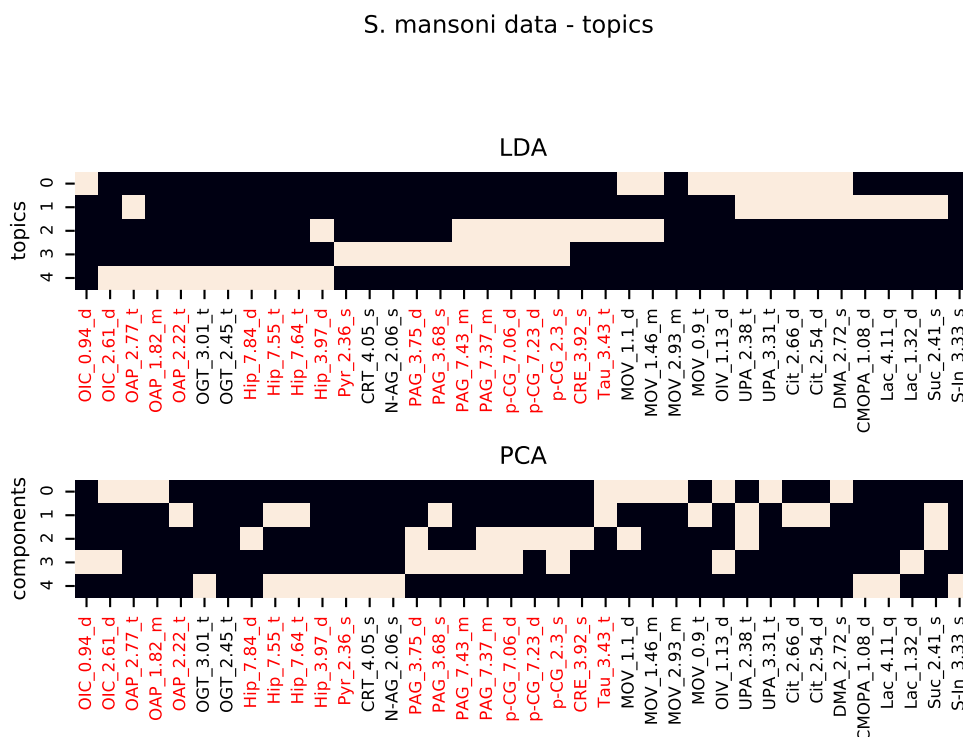 S. mansoni data - topics
LDA
topics
0
1
2
3
4
OIC_0.94_d
OIC_2.61_d
OAP_2.77_t
OAP_1.82_m
OAP_2.22_t
OGT_3.01_t
OGT_2.45_t
Hip_7.84_d
Hip_7.55_t
Hip_7.64_t
Hip_3.97_d
Pyr_2.36_s
CRT_4.05_s
N-AG_2.06_s
PAG_3.75_d
PAG_3.68_s
PAG_7.43_m
PAG_7.37_m
p-CG_7.06_d
p-CG_7.23_d
p-CG_2.3_s
CRE_3.92_s
Tau_3.43_t
MOV_1.1_d
MOV_1.46_m
MOV_2.93_m
MOV_0.9_t
OIV_1.13_d
UPA_2.38_t
UPA_3.31_t
Cit_2.66_d
Cit_2.54_d
DMA_2.72_s
CMOPA_1.08_d
Lac_4.11_q
Lac_1.32_d
Suc_2.41_s
S-In_3.33_s
PCA
components
0
1
2
3
4
OIC_0.94_d
OIC_2.61_d
OAP_2.77_t
OAP_1.82_m
OAP_2.22_t
OGT_3.01_t
OGT_2.45_t
Hip_7.84_d
Hip_7.55_t
Hip_7.64_t
Hip_3.97_d
Pyr_2.36_s
CRT_4.05_s
N-AG_2.06_s
PAG_3.75_d
PAG_3.68_s
PAG_7.43_m
PAG_7.37_m
p-CG_7.06_d
p-CG_7.23_d
p-CG_2.3_s
CRE_3.92_s
Tau_3.43_t
MOV_1.1_d
MOV_1.46_m
MOV_2.93_m
MOV_0.9_t
OIV_1.13_d
UPA_2.38_t
UPA_3.31_t
Cit_2.66_d
Cit_2.54_d
DMA_2.72_s
CMOPA_1.08_d
Lac_4.11_q
Lac_1.32_d
Suc_2.41_s
S-In_3.33_s